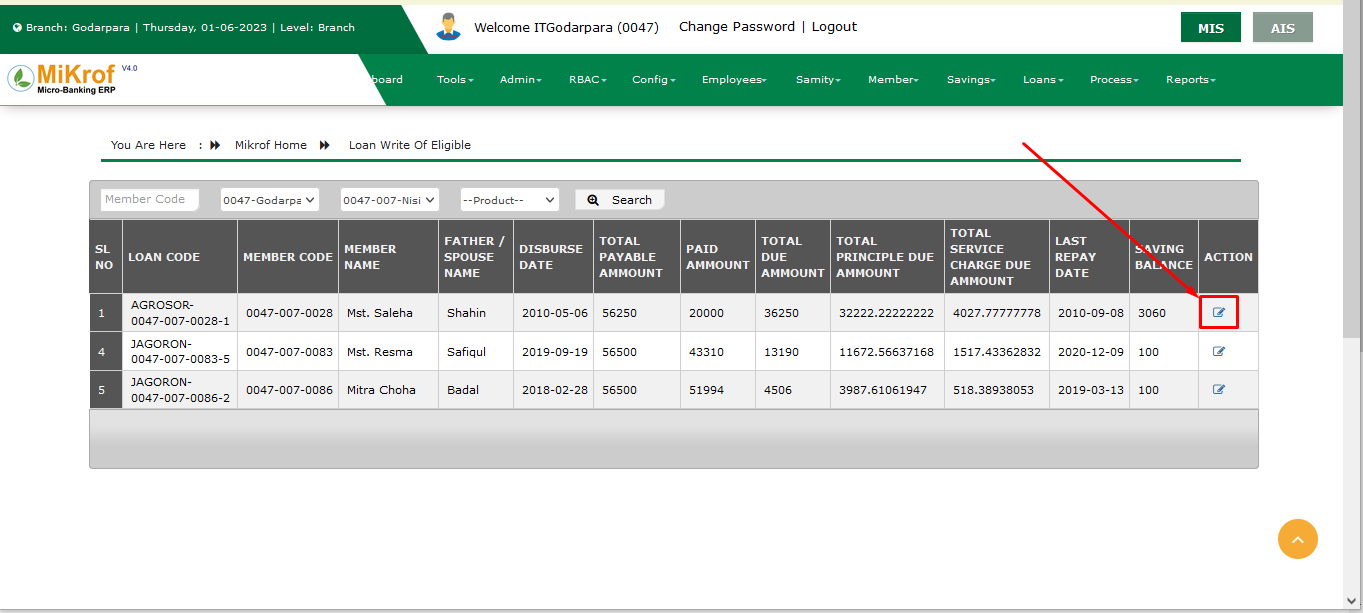 Branch: Godarpara | Thursday, 01-06-2023 | Level: Branch
Welcome ITGodarpara (0047)
Change Password | Logout
MIS
AIS
MiKrof V4.0
Micro-Banking ERP
board
Tools
Admin
RBAC
Config
Employees
Samity
Member
Savings
Loans
Process
Reports
You Are Here :
Mikrof Home
Loan Write Of Eligible
Member Code
0047-Godarpa
0047-007-Nisi
--Product--
Search
SL
NO
LOAN CODE
MEMBER CODE
MEMBER
NAME
FATHER /
SPOUSE
NAME
DISBURSE
DATE
TOTAL
PAYABLE
AMMOUNT
PAID
AMMOUNT
TOTAL
DUE
AMMOUNT
TOTAL
PRINCIPLE DUE
AMMOUNT
TOTAL
SERVICE
CHARGE DUE
AMMOUNT
LAST
REPAY
DATE
SAVING
BALANCE
ACTION
1
AGROSOR-
0047-007-0028-1
0047-007-0028
Mst. Saleha
Shahin
2010-05-06
56250
20000
36250
32222.22222222
4027.77777778
2010-09-08
3060
4
JAGORON-
0047-007-0083-5
0047-007-0083
Mst. Resma
Safiqul
2019-09-19
56500
43310
13190
11672.56637168
1517.43362832
2020-12-09
100
5
JAGORON-
0047-007-0086-2
0047-007-0086
Mitra Choha
Badal
2018-02-28
56500
51994
4506
3987.61061947
518.38938053
2019-03-13
100